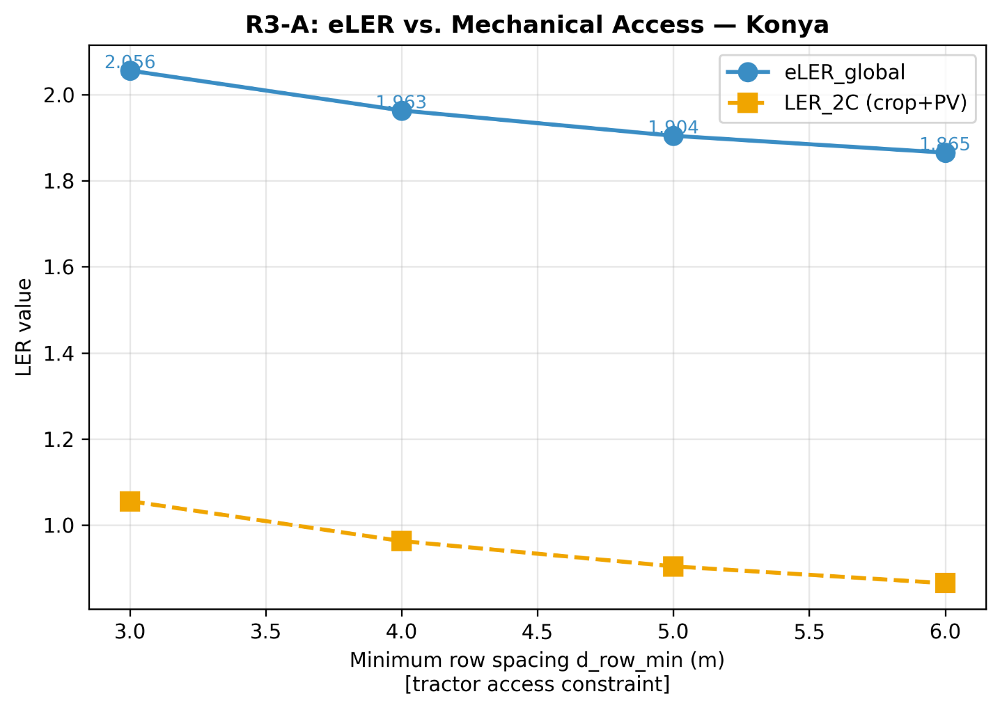 R3-A: eLER vs. Mechanical Access — Konya
eLER_global
LER_2C (crop+PV)
2.056
1.963
1.904
1.865
LER value
2.0
1.8
1.6
1.4
1.2
1.0
3.0 3.5 4.0 4.5 5.0 5.5 6.0
Minimum row spacing d_row_min (m)
[tractor access constraint]